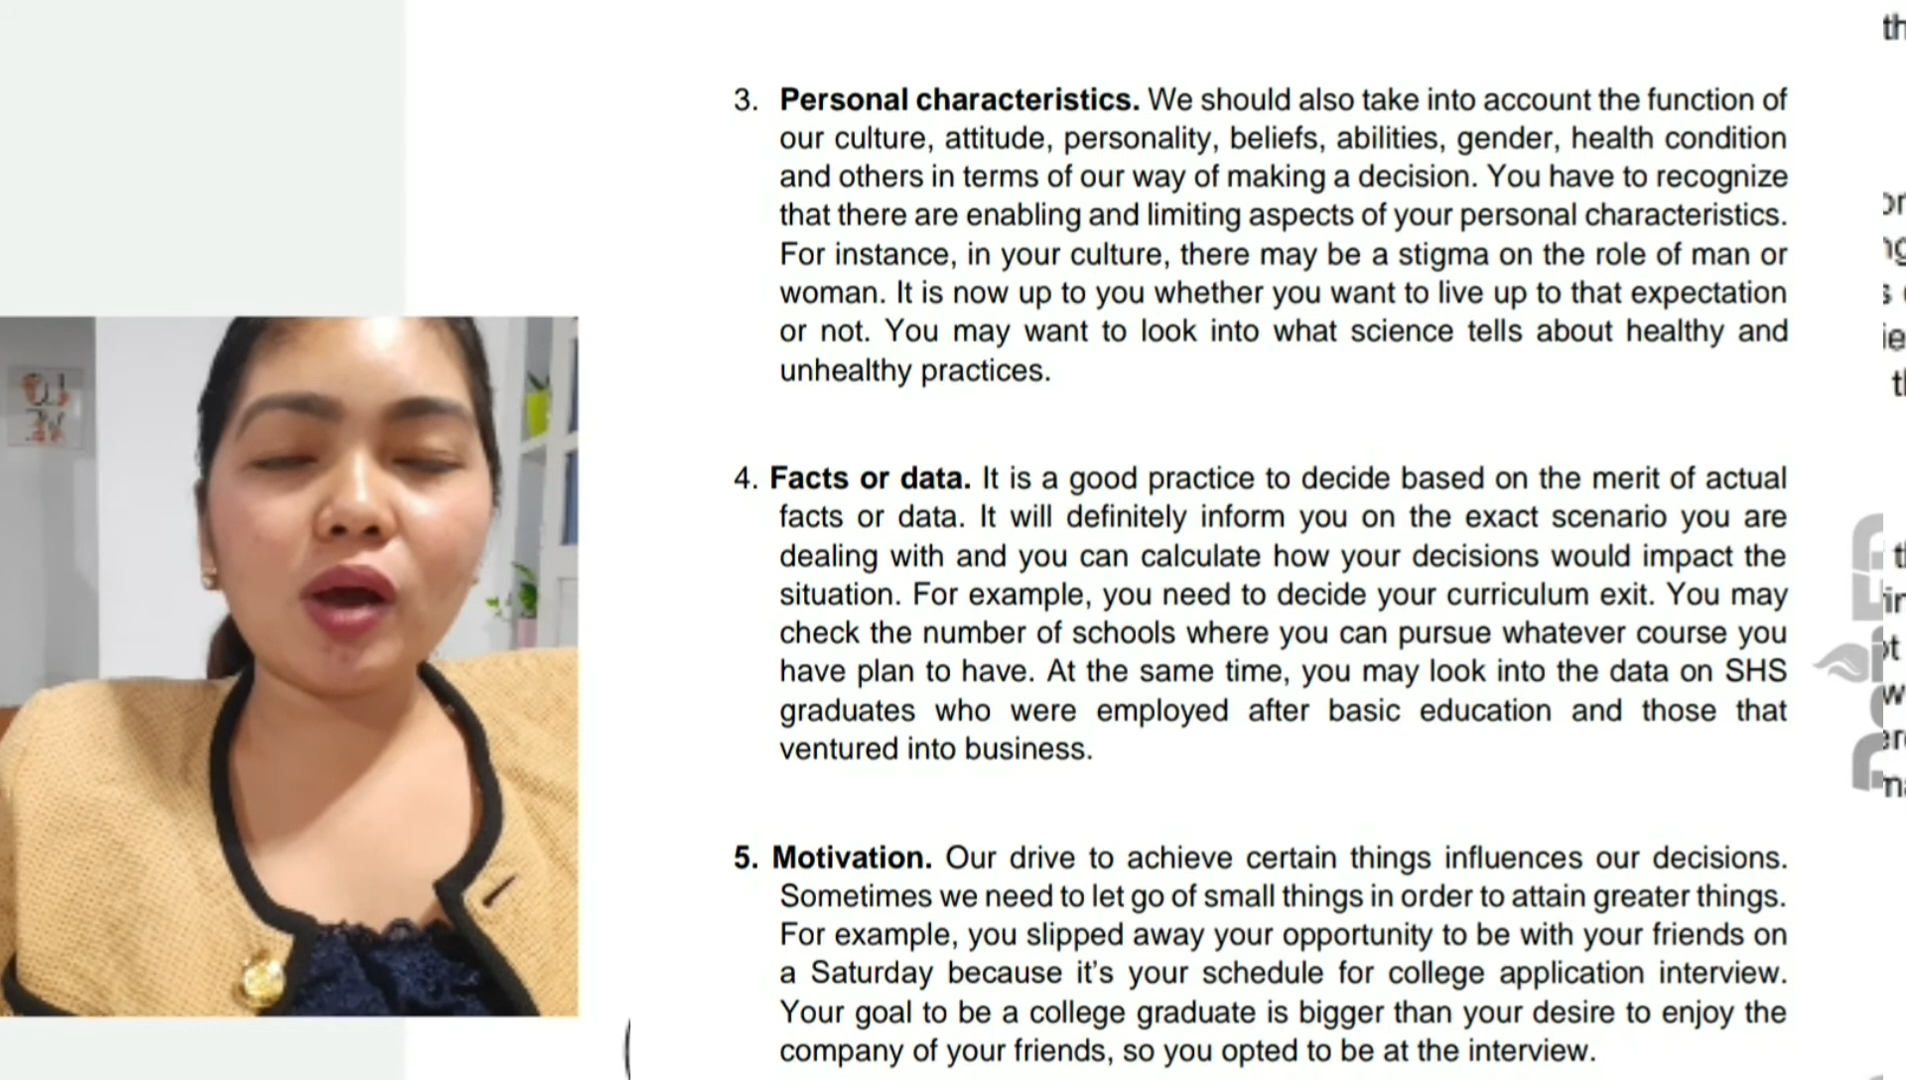 3. Personal characteristics. We should also take into account the function of
our culture, attitude, personality, beliefs, abilities, gender, health condition
and others in terms of our way of making a decision. You have to recognize
that there are enabling and limiting aspects of your personal characteristics.
For instance, in your culture, there may be a stigma on the role of man or
woman. It is now up to you whether you want to live up to that expectation
or not. You may want to look into what science tells about healthy and
unhealthy practices.
4. Facts or data. It is a good practice to decide based on the merit of actual
facts or data. It will definitely inform you on the exact scenario you are
dealing with and you can calculate how your decisions would impact the
situation. For example, you need to decide your curriculum exit. You may
check the number of schools where you can pursue whatever course you
have plan to have. At the same time, you may look into the data on SHS
graduates who were employed after basic education and those that
ventured into business.
5. Motivation. Our drive to achieve certain things influences our decisions.
Sometimes we need to let go of small things in order to attain greater things.
For example, you slipped away your opportunity to be with your friends on
a Saturday because it's your schedule for college application interview.
Your goal to be a college graduate is bigger than your desire to enjoy the
company of your friends, so you opted to be at the interview.